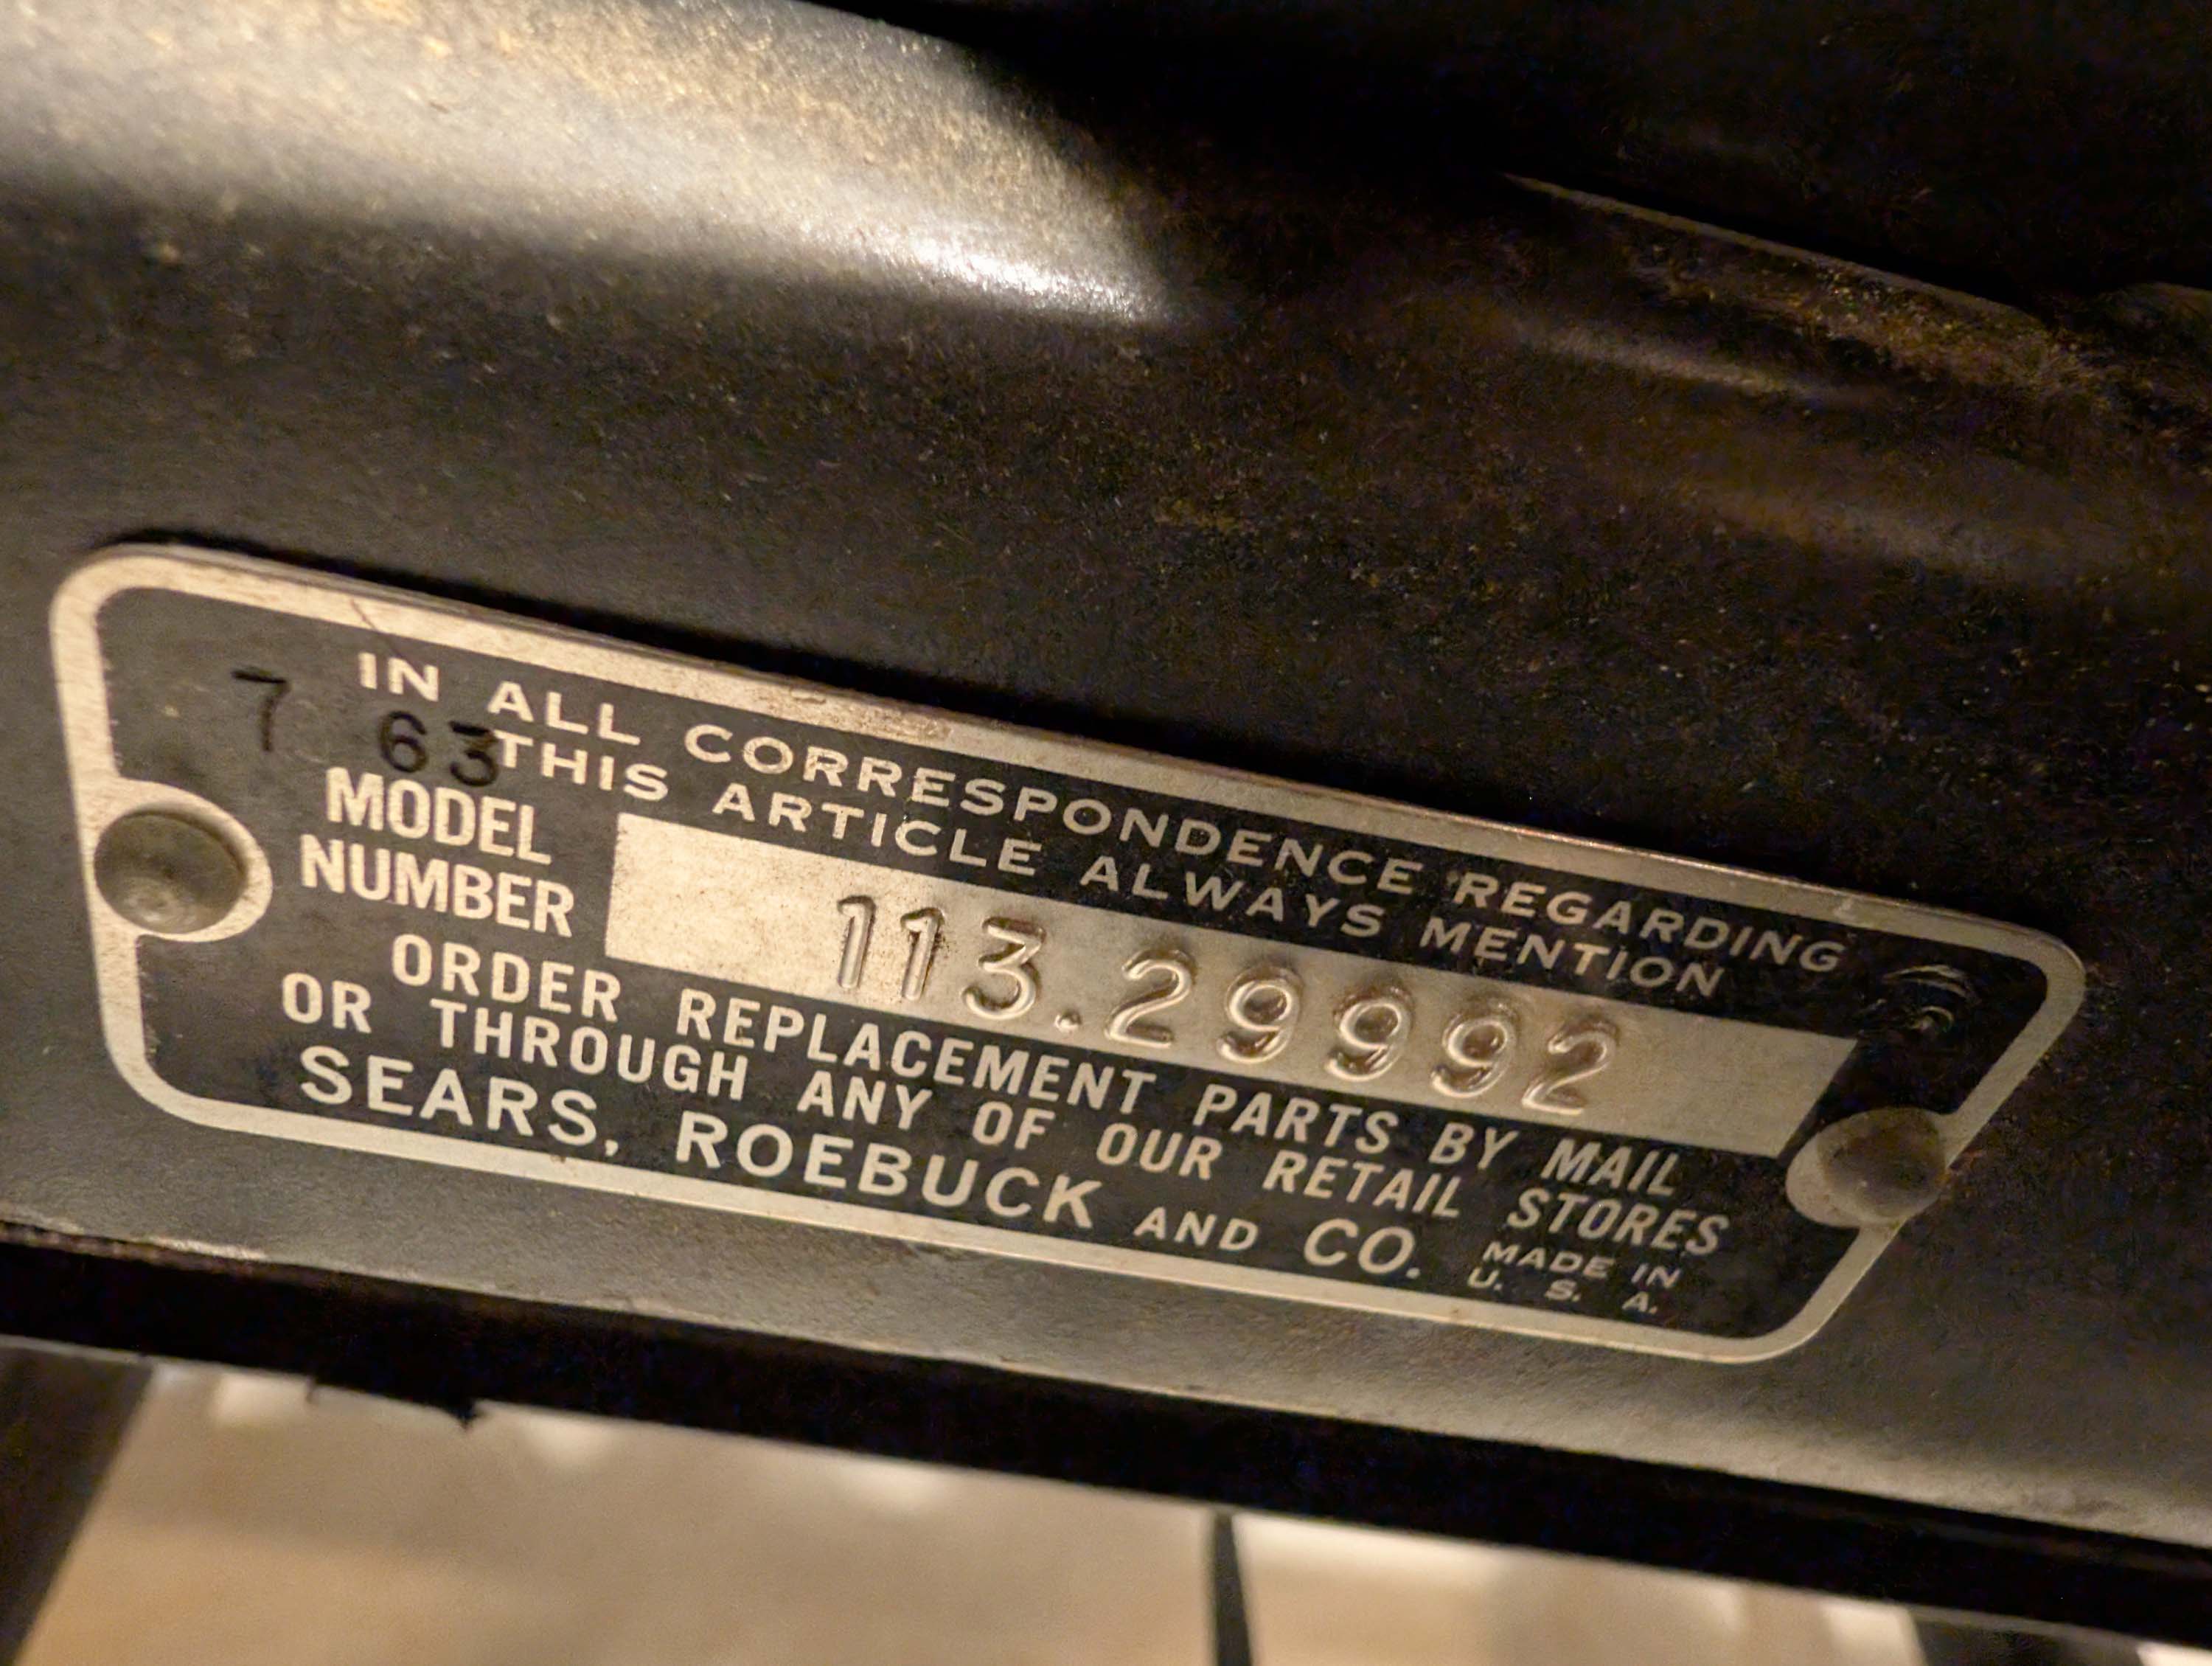 IN ALL CORRESPONDENCE REGARDING
7 63 THIS ARTICLE ALWAYS MENTION
MODEL NUMBER 113.29992
ORDER REPLACEMENT PARTS BY MAIL
OR THROUGH ANY OF OUR RETAIL STORES
SEARS, ROEBUCK AND CO. MADE IN U. S. A.